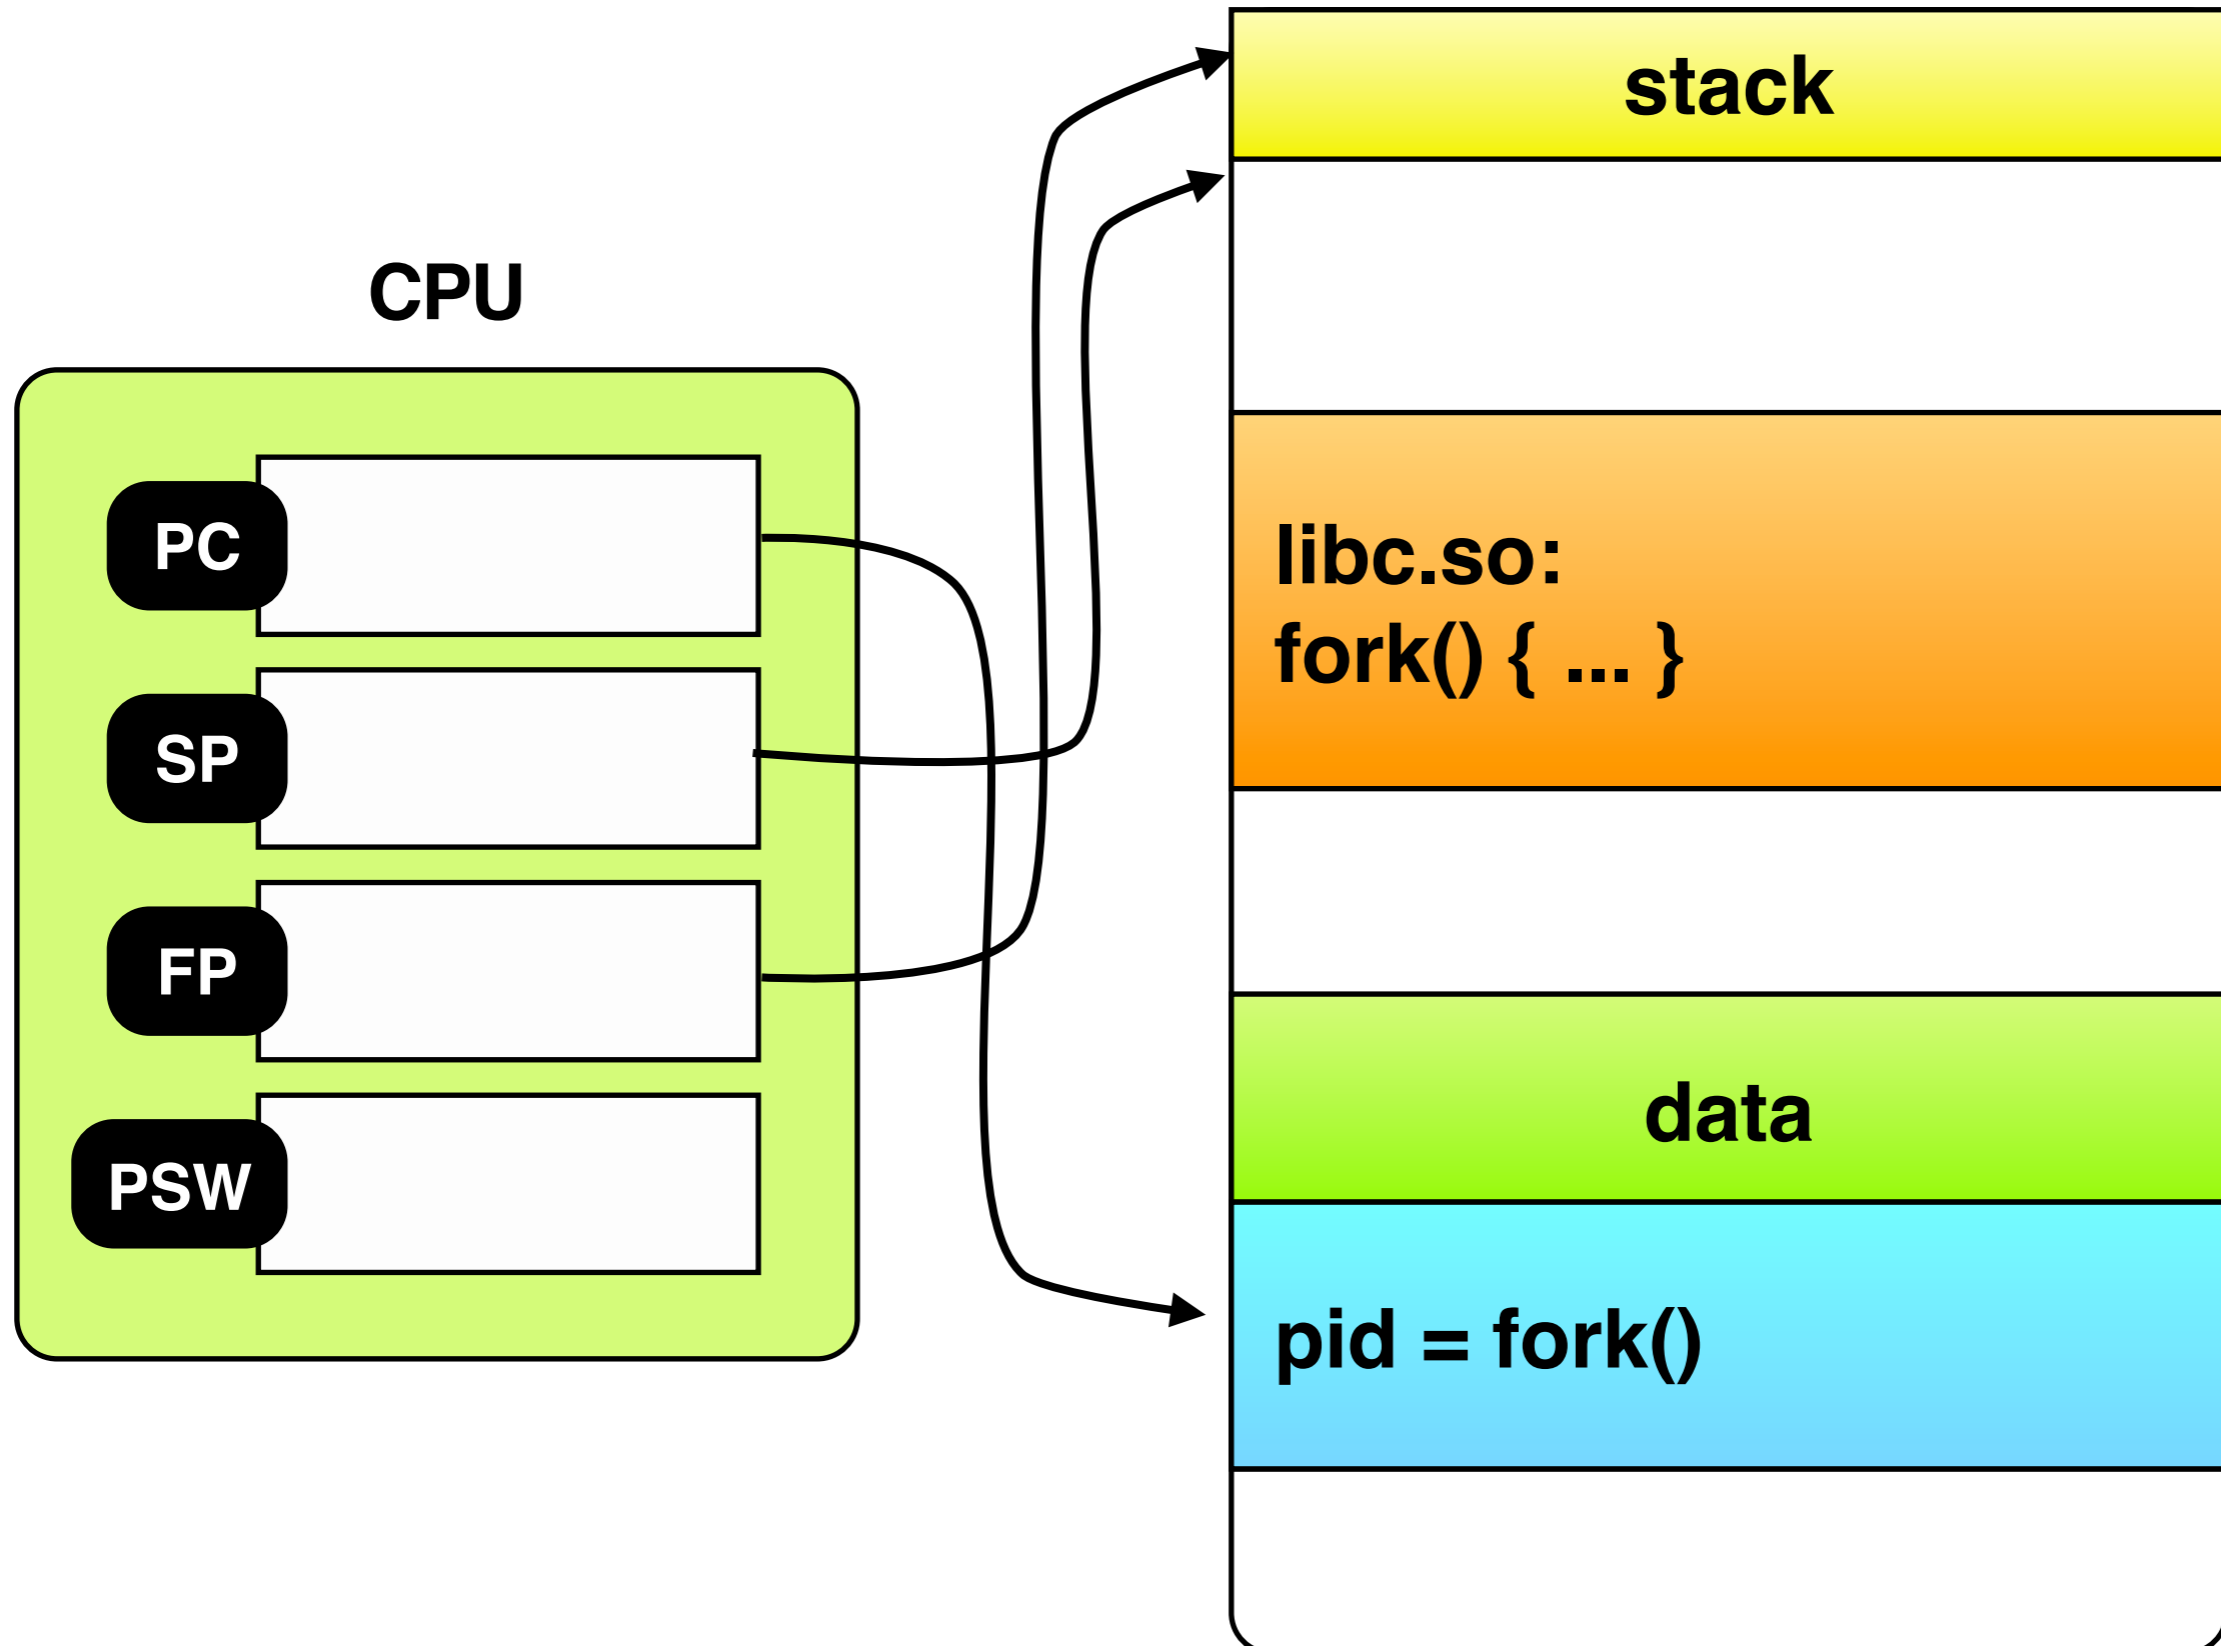 CPU
PC
SP
FP
PSW
stack
libc.so:
fork() { ... }
data
pid = fork()